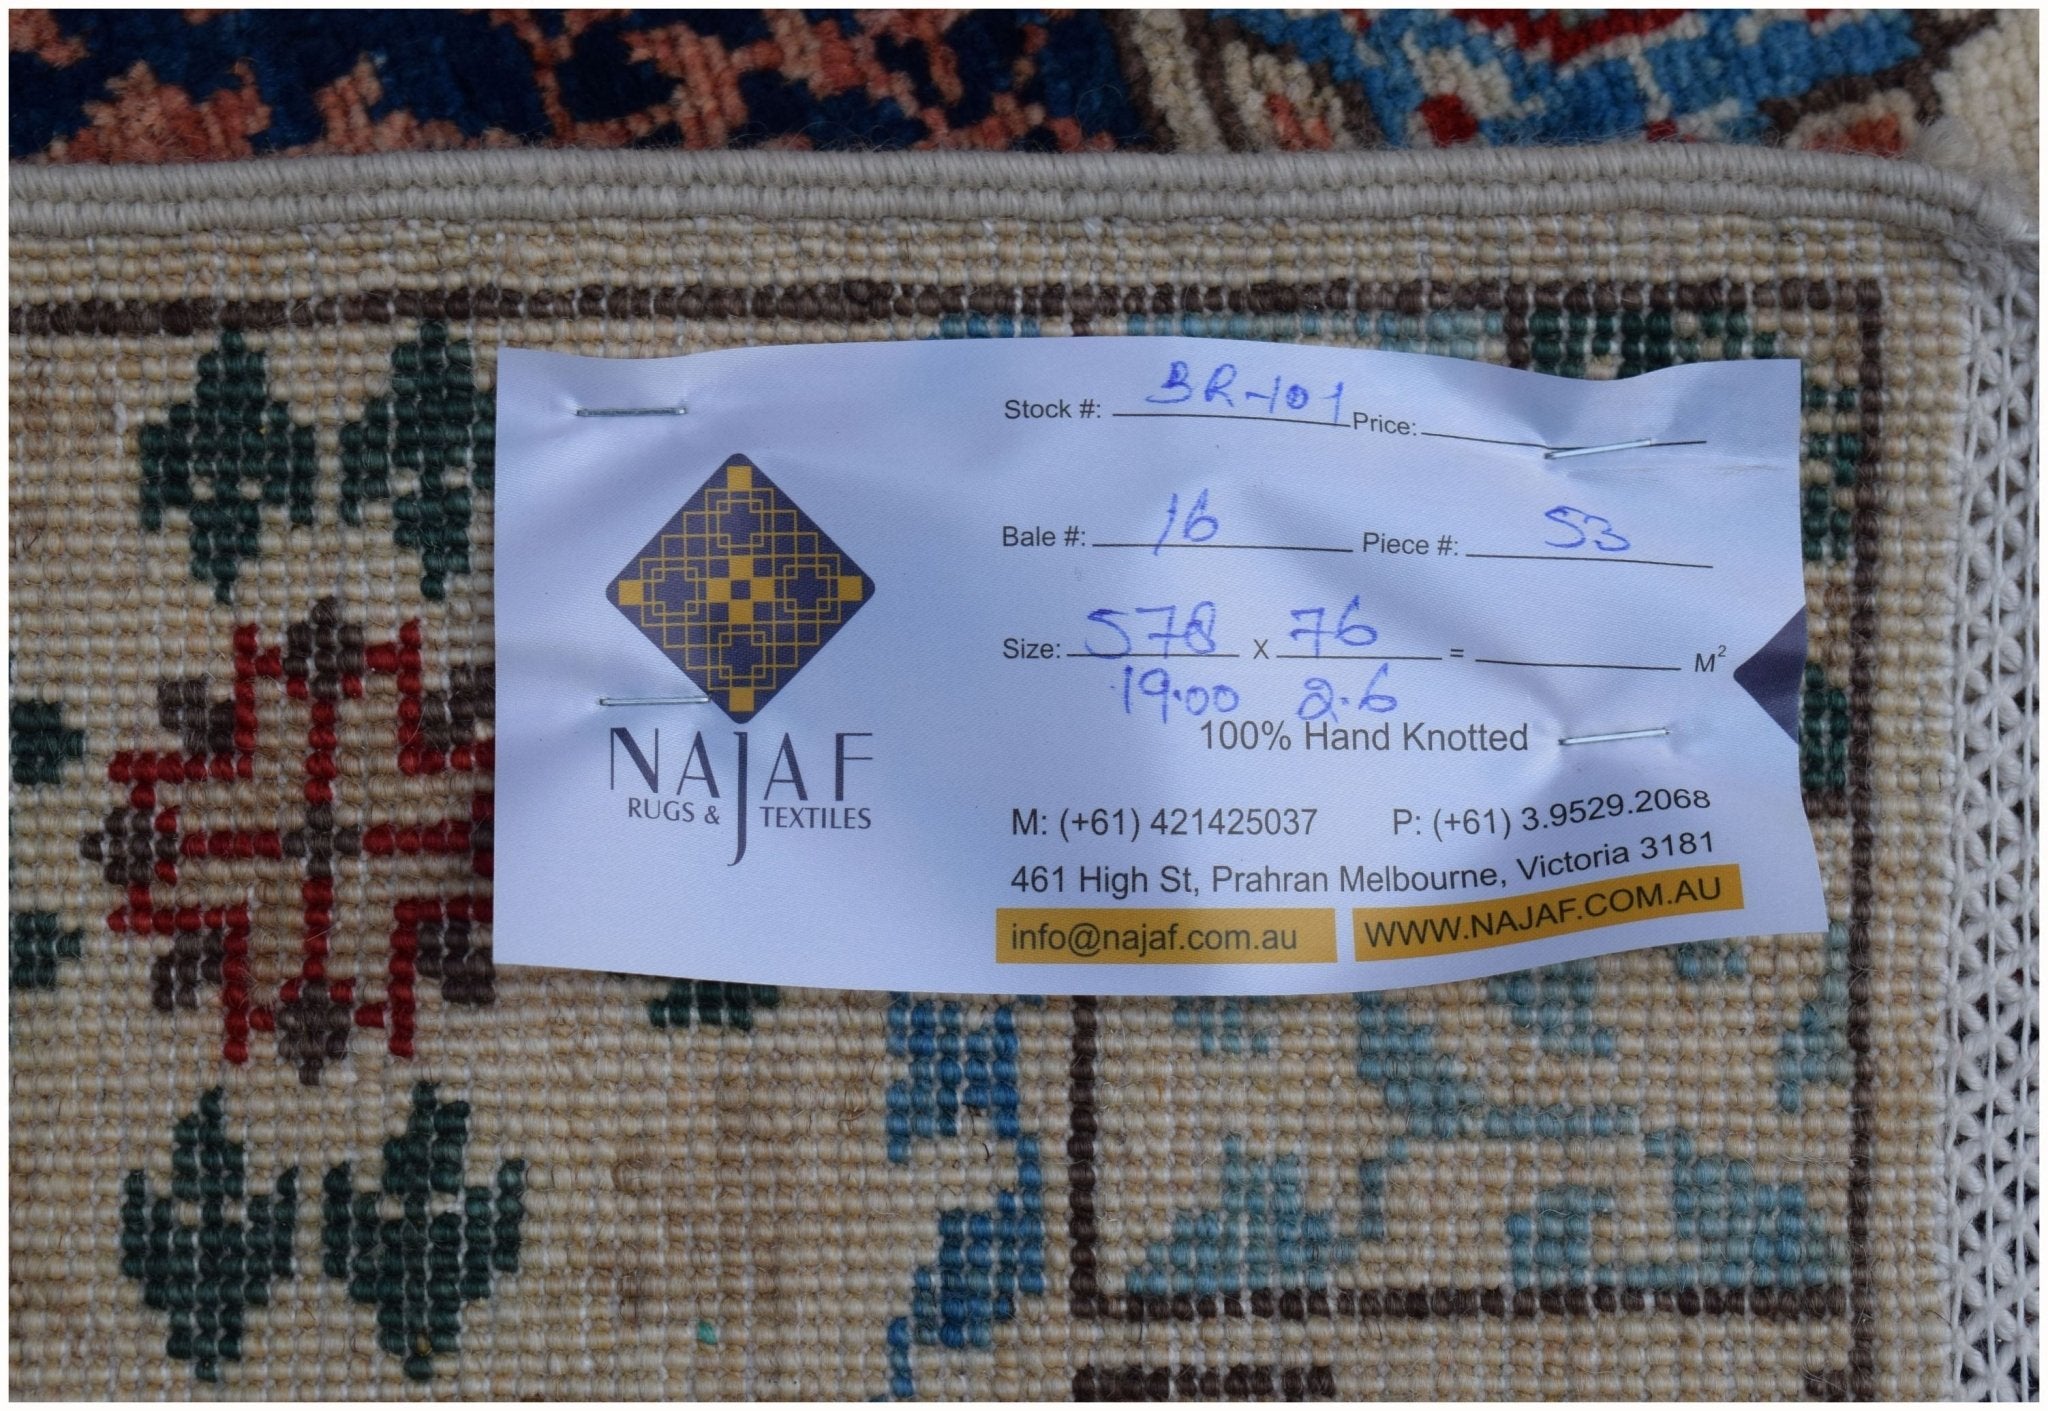 NAJAF
RUGS & TEXTILES
Stock #: BR-101 Price:
Bale #: 16 Piece #: 53
Size: 578 X 76 = M²
19.00 2.6
100% Hand Knotted
M: (+61) 421425037 P: (+61) 3.9529.2068
461 High St, Prahran Melbourne, Victoria 3181
info@najaf.com.au WWW.NAJAF.COM.AU